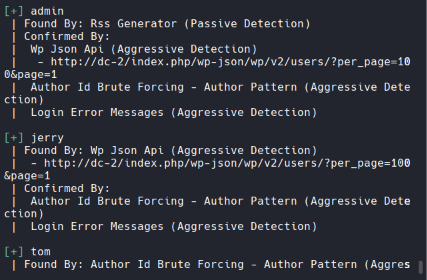 [+] admin
 | Found By: Rss Generator (Passive Detection)
 | Confirmed By:
 |  Wp Json Api (Aggressive Detection)
 |   - http://dc-2/index.php/wp-json/wp/v2/users/?per_page=10
0&page=1
 |  Author Id Brute Forcing - Author Pattern (Aggressive Dete
ction)
 |  Login Error Messages (Aggressive Detection)
[+] jerry
 | Found By: Wp Json Api (Aggressive Detection)
 |  - http://dc-2/index.php/wp-json/wp/v2/users/?per_page=100
&page=1
 | Confirmed By:
 |  Author Id Brute Forcing - Author Pattern (Aggressive Dete
ction)
 |  Login Error Messages (Aggressive Detection)
[+] tom
 | Found By: Author Id Brute Forcing - Author Pattern (Aggres